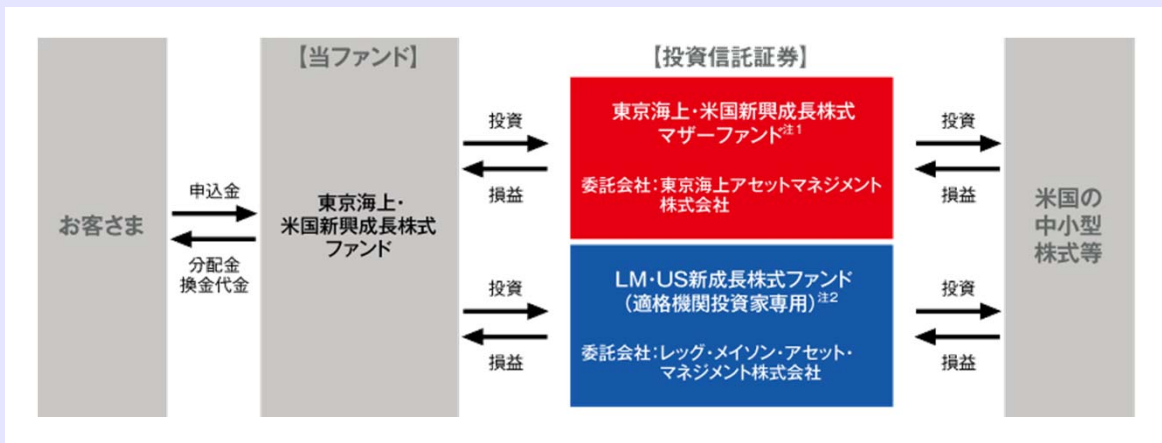 お客さま
申込金
分配金
換金代金
【当ファンド】
東京海上・
米国新興成長株式
ファンド
投資
損益
投資
損益
【投資信託証券】
東京海上・米国新興成長株式
マザーファンド注1
委託会社：東京海上アセットマネジメント
株式会社
LM・US新成長株式ファンド
（適格機関投資家専用）注2
委託会社：レッグ・メイソン・アセット・
マネジメント株式会社
投資
損益
投資
損益
米国の
中小型
株式等